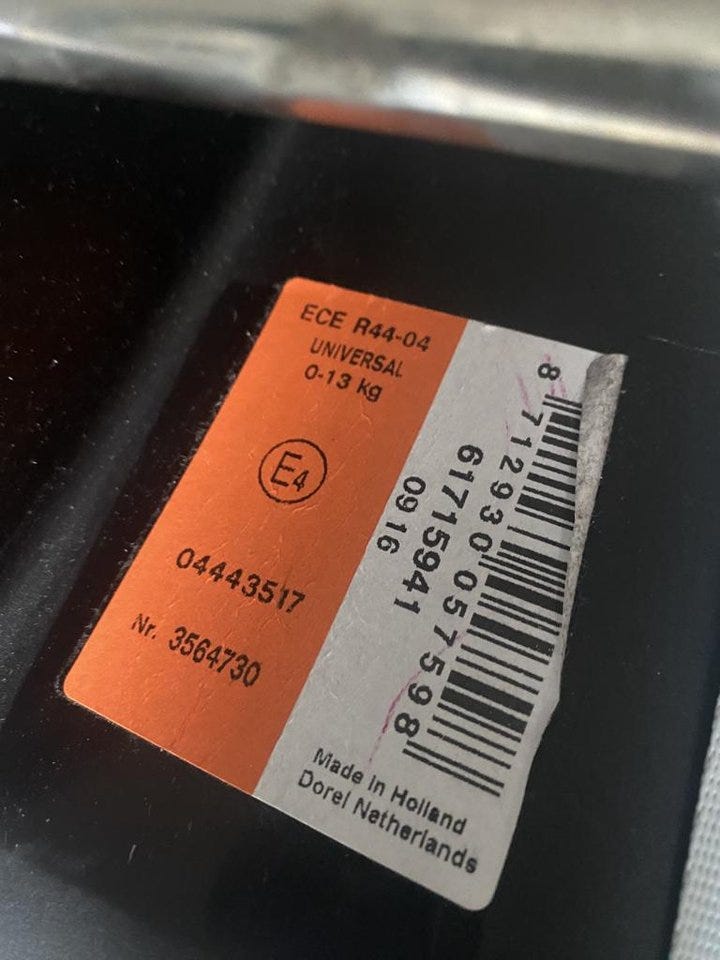 ECE R44-04
UNIVERSAL
0-13 kg
E4
04443517
Nr. 3564730
8 712930 057598
61715941
0916
Made in Holland
Dorel Netherlands